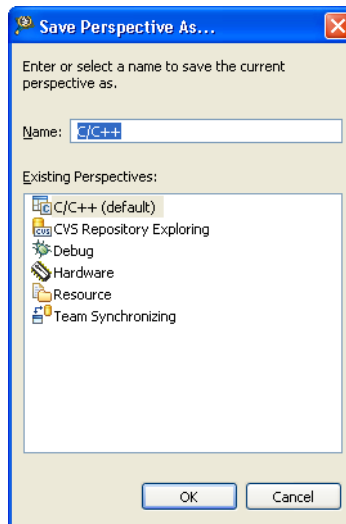 Save Perspective As...
Enter or select a name to save the current
perspective as.
Name: C/C++
Existing Perspectives:
C/C++ (default)
CVS Repository Exploring
Debug
Hardware
Resource
Team Synchronizing
OK Cancel